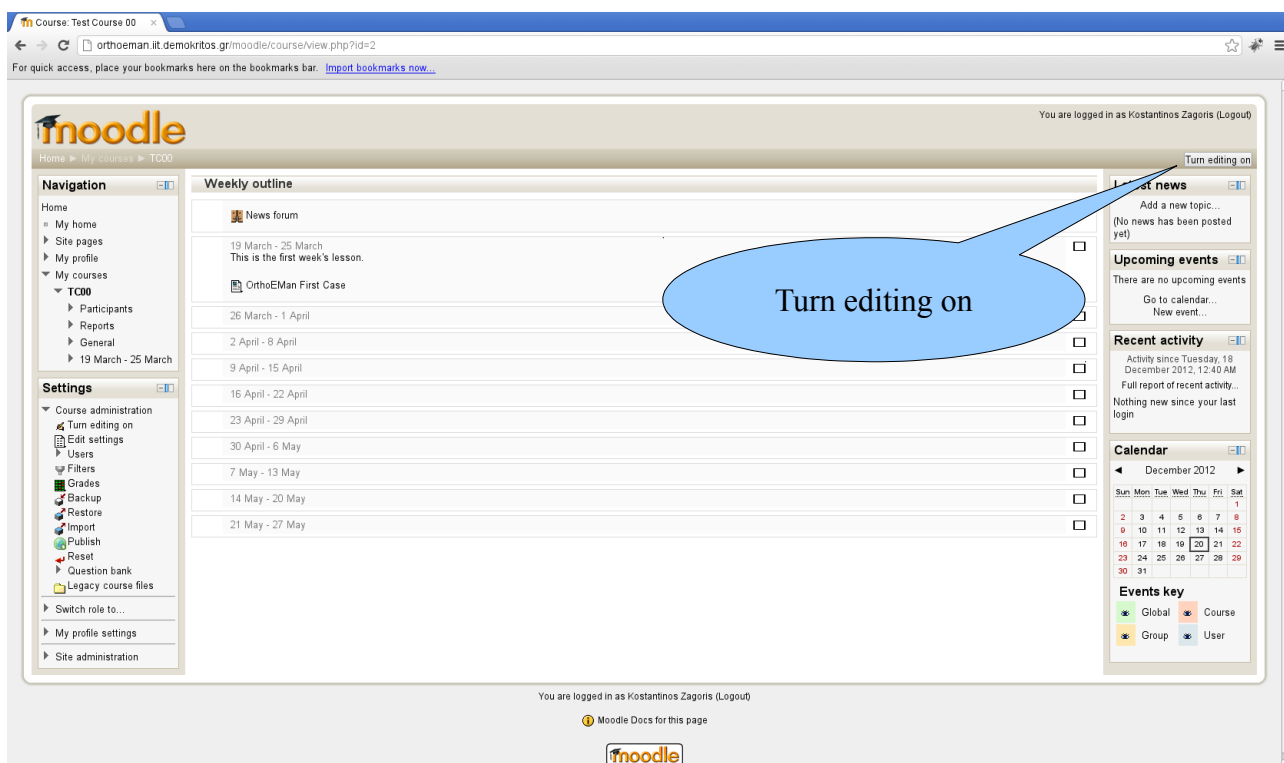 Course: Test Course 00
orthoeman.iit.demokritos.gr/moodle/course/view.php?id=2
For quick access, place your bookmarks here on the bookmarks bar. Import bookmarks now...
moodle
You are logged in as Kostantinos Zagoris (Logout)
Home ► My courses ► TC00
Turn editing on
Navigation
Home
My home
Site pages
My profile
My courses
TC00
Participants
Reports
General
19 March - 25 March
Settings
Course administration
Turn editing on
Edit settings
Users
Filters
Grades
Backup
Restore
Import
Publish
Reset
Question bank
Legacy course files
Switch role to...
My profile settings
Site administration
Weekly outline
News forum
19 March - 25 March
This is the first week's lesson.
OrthoEMan First Case
26 March - 1 April
2 April - 8 April
9 April - 15 April
16 April - 22 April
23 April - 29 April
30 April - 6 May
7 May - 13 May
14 May - 20 May
21 May - 27 May
Turn editing on
news
Add a new topic...
(No news has been posted
yet)
Upcoming events
There are no upcoming events
Go to calendar...
New event...
Recent activity
Activity since Tuesday, 18
December 2012, 12:40 AM
Full report of recent activity...
Nothing new since your last
login
Calendar
◄ December 2012 ►
Sun Mon Tue Wed Thu Fri Sat
1
2 3 4 5 6 7 8
9 10 11 12 13 14 15
16 17 18 19 20 21 22
23 24 25 26 27 28 29
30 31
Events key
Global Course
Group User
You are logged in as Kostantinos Zagoris (Logout)
Moodle Docs for this page
moodle